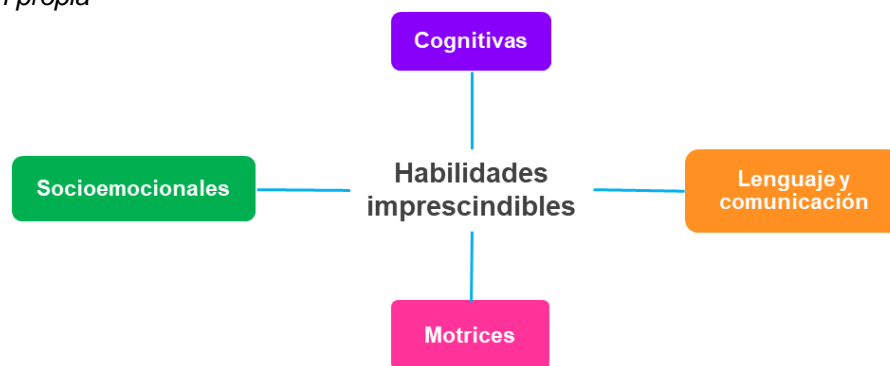 propia
Cognitivas
Socioemocionales
Habilidades
imprescindibles
Lenguaje y
comunicación
Motrices